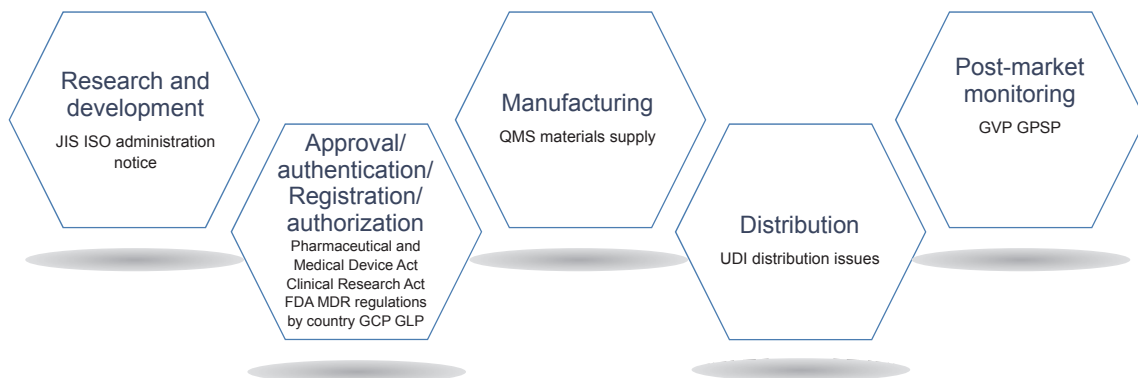 Research and
development
JIS ISO administration
notice
Approval/
authentication/
Registration/
authorization
Pharmaceutical and
Medical Device Act
Clinical Research Act
FDA MDR regulations
by country GCP GLP
Manufacturing
QMS materials supply
Distribution
UDI distribution issues
Post-market
monitoring
GVP GPSP